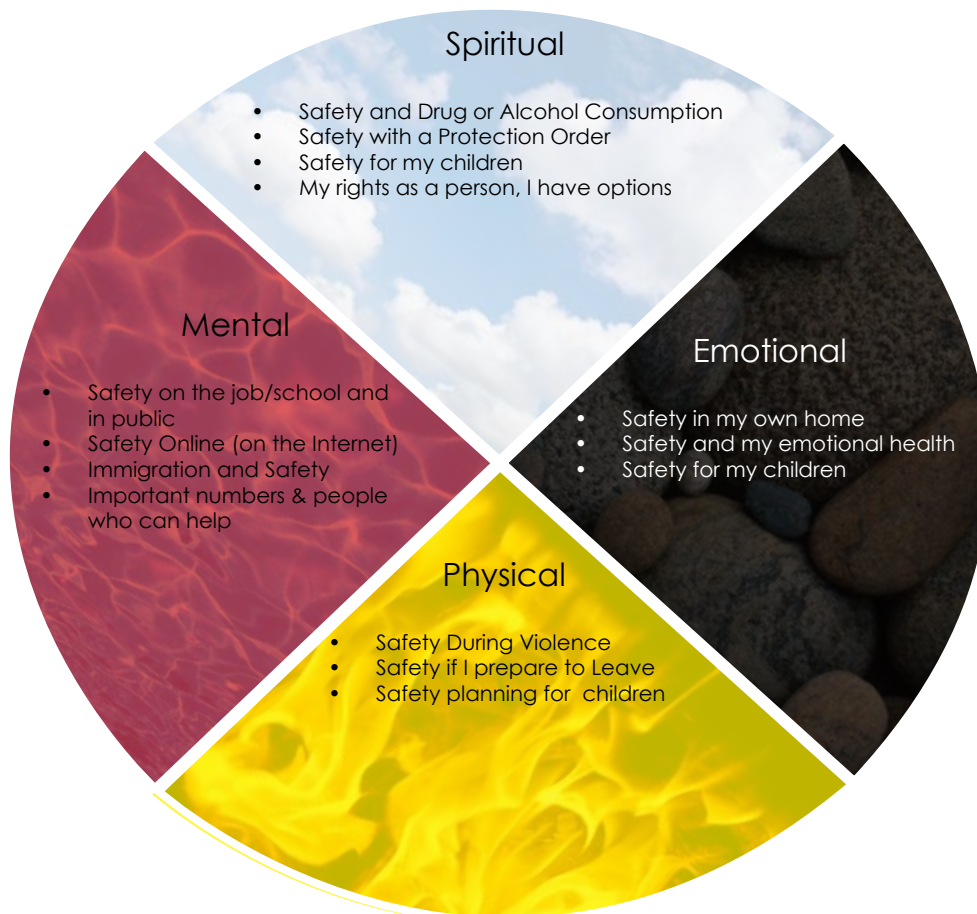 Spiritual
• Safety and Drug or Alcohol Consumption
• Safety with a Protection Order
• Safety for my children
• My rights as a person, I have options
Mental
• Safety on the job/school and
in public
• Safety Online (on the Internet)
• Immigration and Safety
• Important numbers & people
who can help
Emotional
• Safety in my own home
• Safety and my emotional health
• Safety for my children
Physical
• Safety During Violence
• Safety if I prepare to Leave
• Safety planning for  children